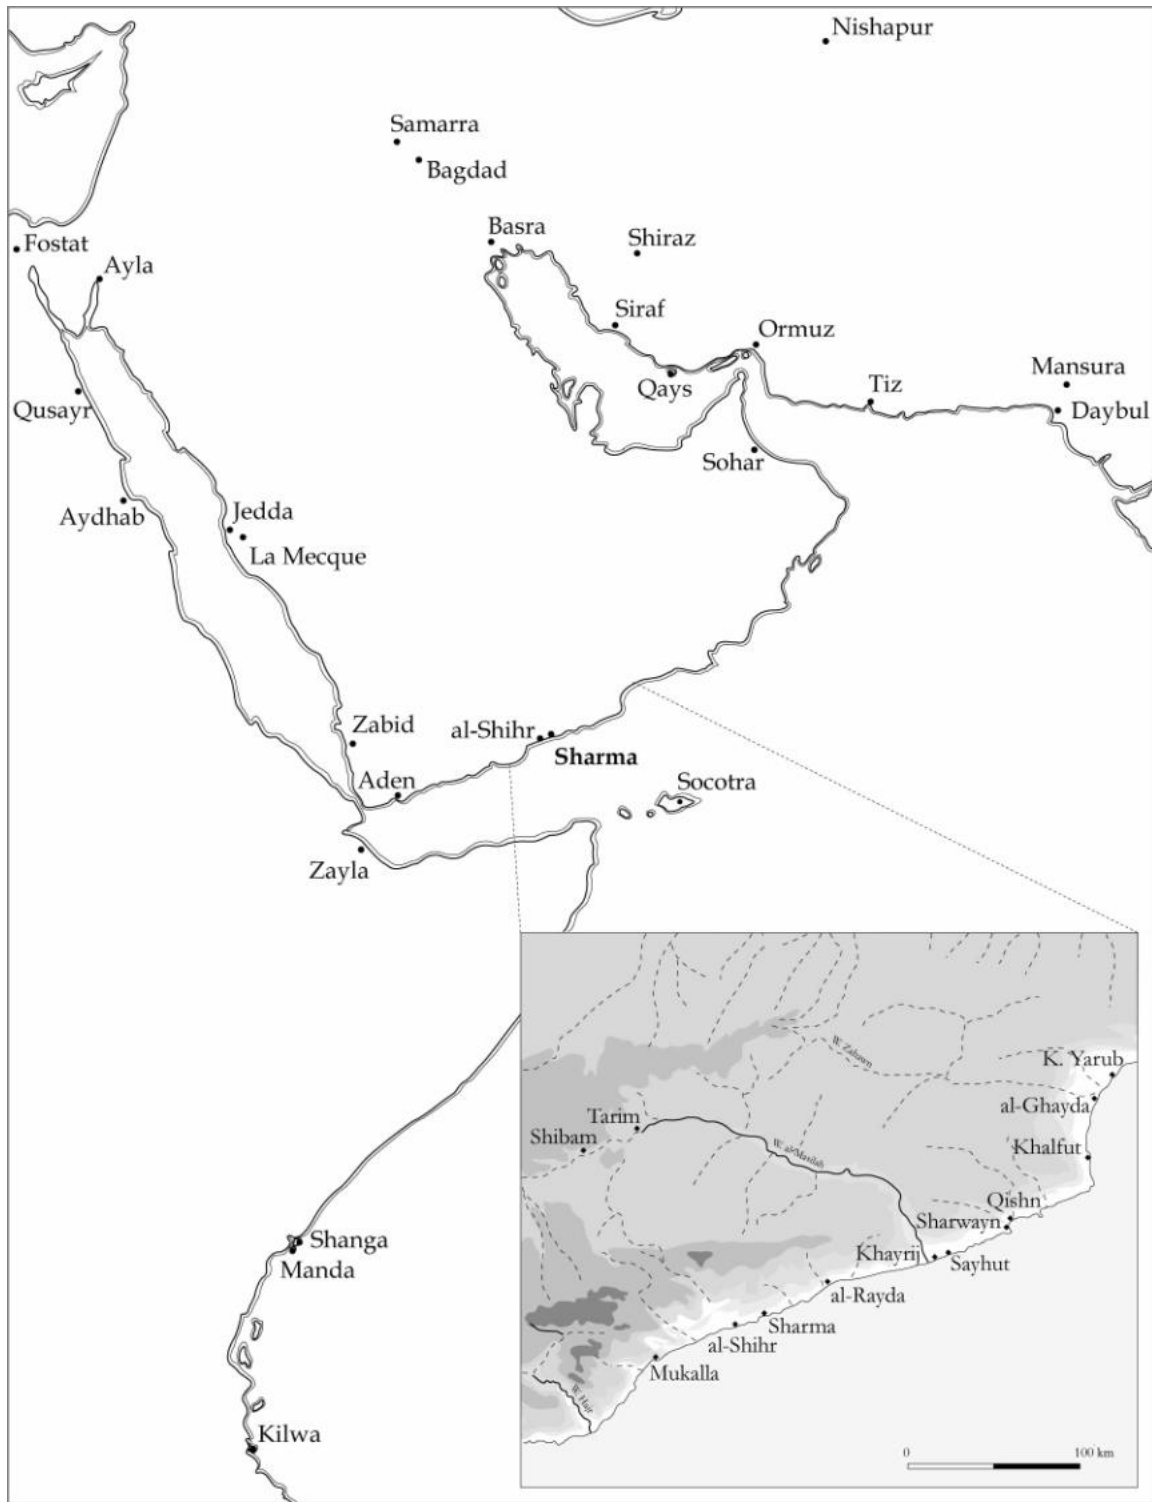 Nishapur
Samarra
Bagdad
Basra
Shiraz
Fostat
Ayla
Siraf
Ormuz
Mansura
Tiz
Qays
Qusayr
Daybul
Sohar
Aydhab
Jedda
La Mecque
Zabid
al-Shihr
Sharma
Aden
Socotra
Zayla
Shanga
Manda
Kilwa
W. Zahawn
K. Yarub
al-Ghayda
Tarim
Shibam
W. al-Masilah
Khalfut
Qishn
Sharwayn
Khayrij
Sayhut
al-Rayda
Sharma
al-Shihr
Mukalla
W. Hajr
0 100 km